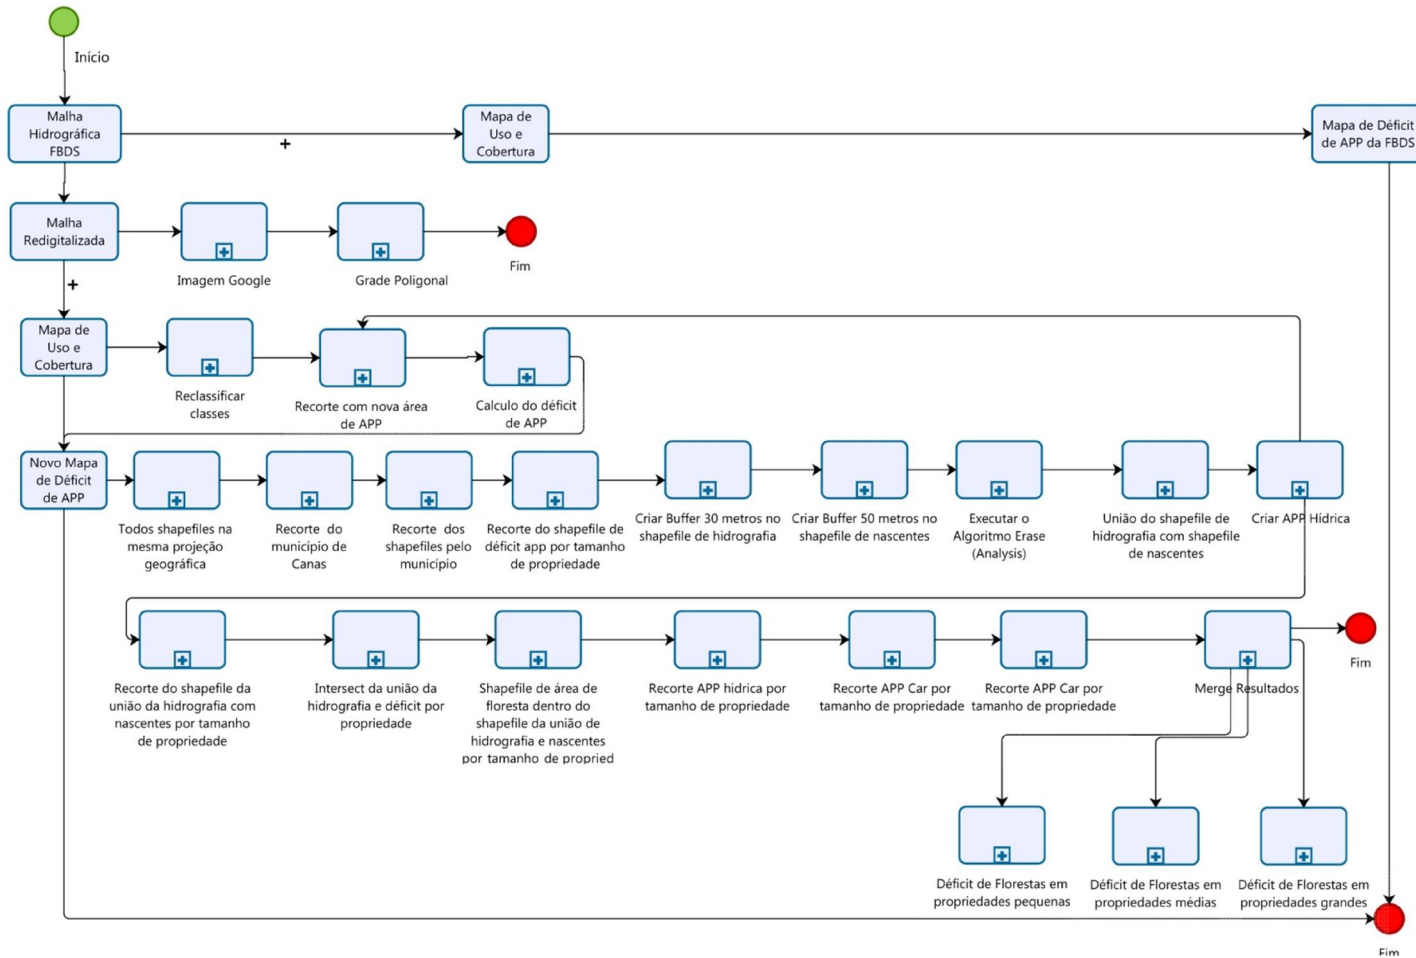 Início
Malha
Hidrográfica
FBDS
+
Mapa de
Uso e
Cobertura
Mapa de Déficit
de APP da FBDS
Malha
Redigitalizada
Imagem Google
Grade Poligonal
Fim
+
Mapa de
Uso e
Cobertura
Reclassificar
classes
Recorte com nova área
de APP
Calculo do déficit
de APP
Novo Mapa
de Déficit
de APP
Todos shapefiles na
mesma projeção
geográfica
Recorte do
município de
Canas
Recorte dos
shapefiles pelo
município
Recorte do shapefile de
déficit app por tamanho
de propriedade
Criar Buffer 30 metros no
shapefile de hidrografia
Criar Buffer 50 metros no
shapefile de nascentes
Executar o
Algoritmo Erase
(Analysis)
União do shapefile de
hidrografia com shapefile
de nascentes
Criar APP Hídrica
Recorte do shapefile da
união da hidrografia com
nascentes por tamanho
de propriedade
Intersect da união da
hidrografia e déficit por
propriedade
Shapefile de área de
floresta dentro do
shapefile da união de
hidrografia e nascentes
por tamanho de propried
Recorte APP hidrica por
tamanho de propriedade
Recorte APP Car por
tamanho de propriedade
Recorte APP Car por
tamanho de propriedade
Merge Resultados
Fim
Déficit de Florestas em
propriedades pequenas
Déficit de Florestas em
propriedades médias
Déficit de Florestas em
propriedades grandes
Fim